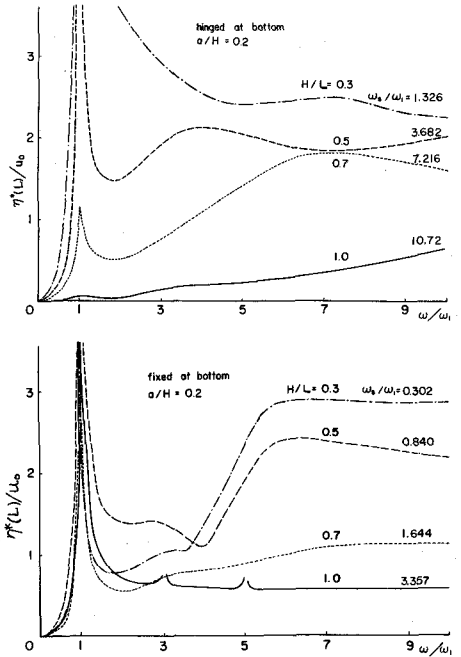 3
hinged at bottom
a/H = 0.2
H/L∞ = 0.3
ωs/ω1 = 1.326
η*(L)/u0
2
0.5
3.682
0.7
7.216
1
1.0
10.72
0
1 3 5 7 9 ω/ω1
3
fixed at bottom
a/H = 0.2
H/L∞ = 0.3
ωs/ω1 = 0.302
η*(L)/u0
2
0.5
0.840
1
0.7
1.644
1.0
3.357
0
1 3 5 7 9 ω/ω1